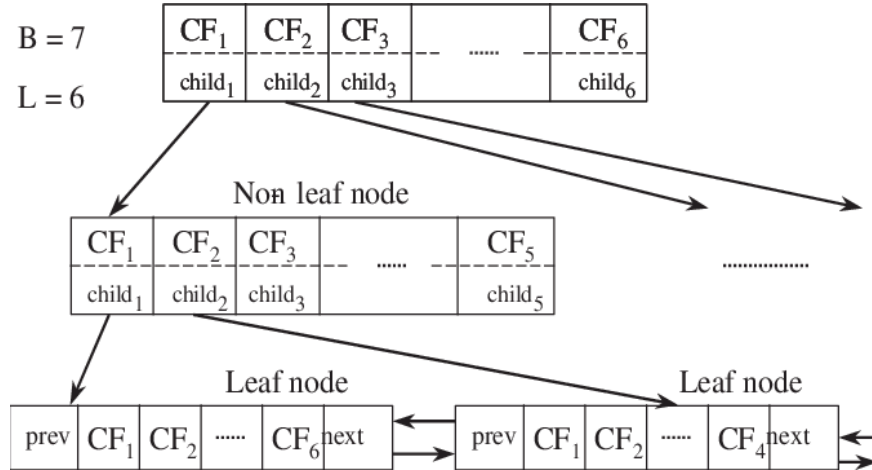 B = 7
CF₁ CF₂ CF₃ ...... CF₆
L = 6
child₁ child₂ child₃ child₆
Non leaf node
CF₁ CF₂ CF₃ ...... CF₅
child₁ child₂ child₃ child₅
................
Leaf node Leaf node
prev CF₁ CF₂ ...... CF₆ next prev CF₁ CF₂ ...... CF₄ next